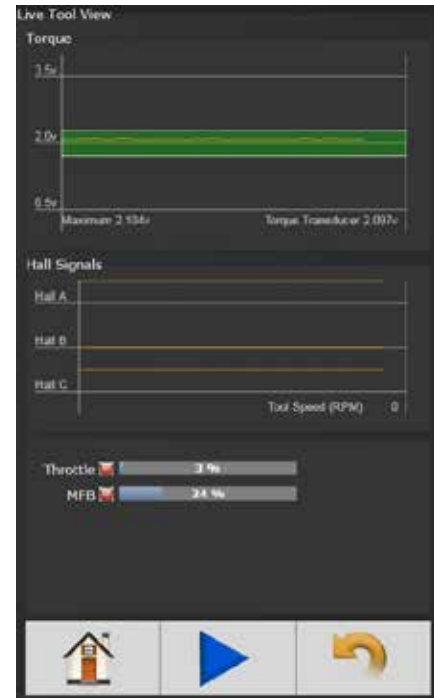 Live Tool View
Torque
3.5v
2.0v
0.5v
Maximum 2.104v Torque Transducer 2.097v
Hall Signals
Hall A
Hall B
Hall C
Tool Speed (RPM) 0
Throttle 3 %
MFB 24 %